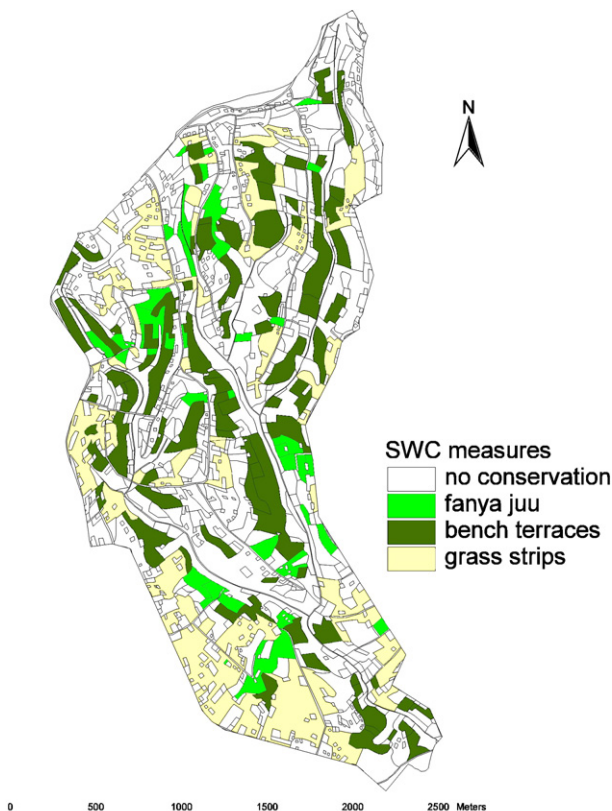 N
SWC measures
no conservation
fanya juu
bench terraces
grass strips
0 500 1000 1500 2000 2500 Meters